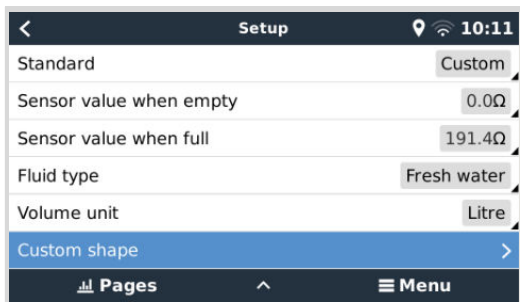 Setup 10:11
Standard Custom
Sensor value when empty 0.0Ω
Sensor value when full 191.4Ω
Fluid type Fresh water
Volume unit Litre
Custom shape
Pages Menu